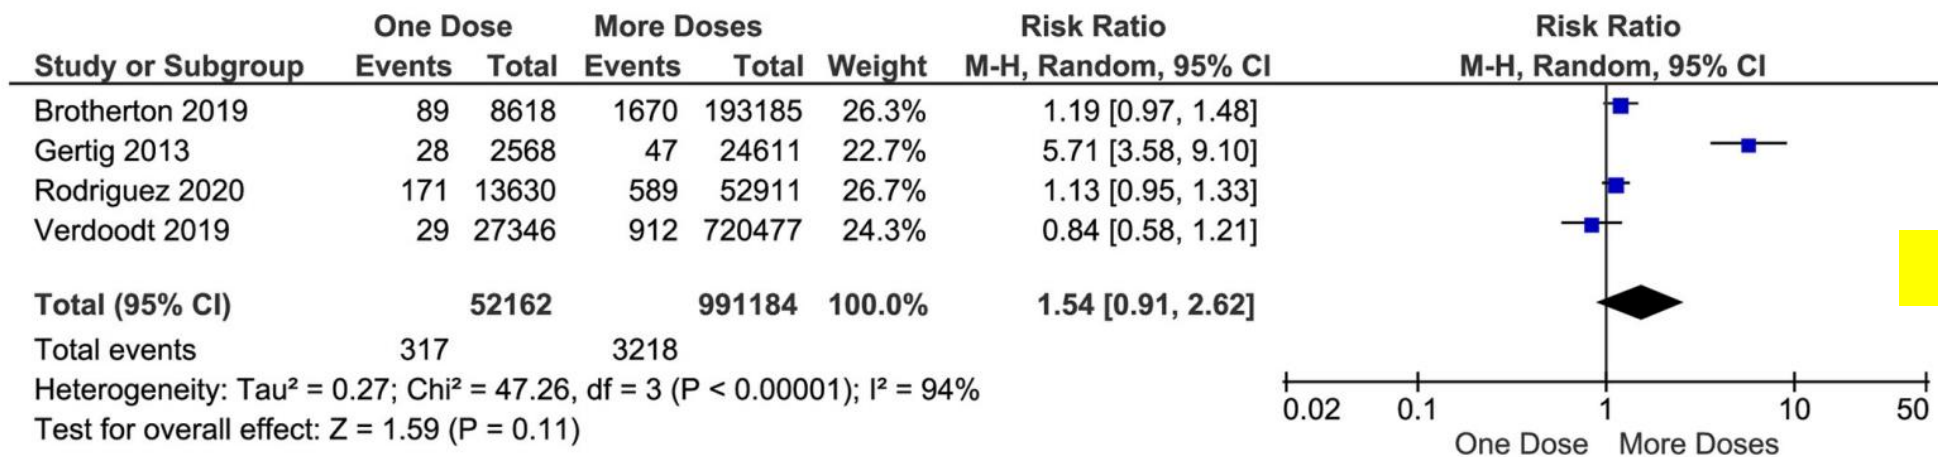 One Dose More Doses Risk Ratio Risk Ratio
Study or Subgroup Events Total Events Total Weight M-H, Random, 95% CI M-H, Random, 95% CI
Brotherton 2019 89 8618 1670 193185 26.3% 1.19 [0.97, 1.48]
Gertig 2013 28 2568 47 24611 22.7% 5.71 [3.58, 9.10]
Rodriguez 2020 171 13630 589 52911 26.7% 1.13 [0.95, 1.33]
Verdoodt 2019 29 27346 912 720477 24.3% 0.84 [0.58, 1.21]
Total (95% CI) 52162 991184 100.0% 1.54 [0.91, 2.62]
Total events 317 3218
Heterogeneity: Tau² = 0.27; Chi² = 47.26, df = 3 (P < 0.00001); I² = 94%
Test for overall effect: Z = 1.59 (P = 0.11)
0.02 0.1 1 10 50
One Dose More Doses